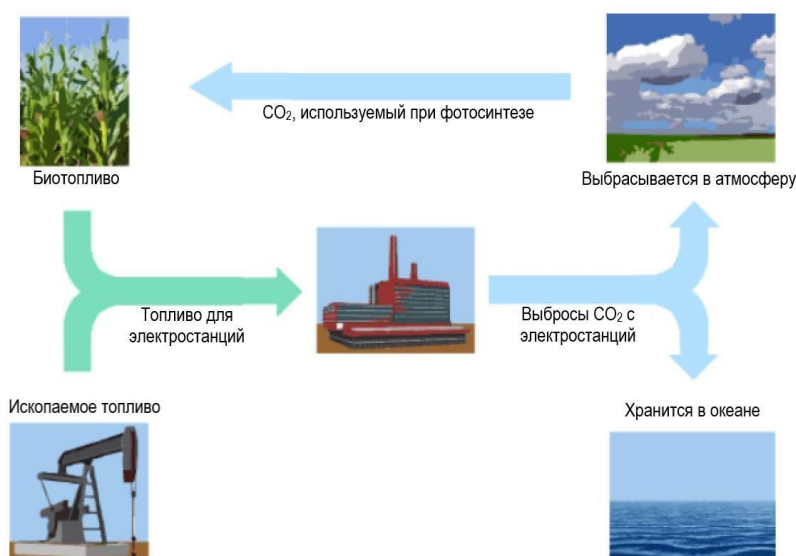 CO₂, используемый при фотосинтезе
Биотопливо
Выбрасывается в атмосферу
Топливо для
электростанций
Выбросы CO₂ с
электростанций
Ископаемое топливо
Хранится в океане